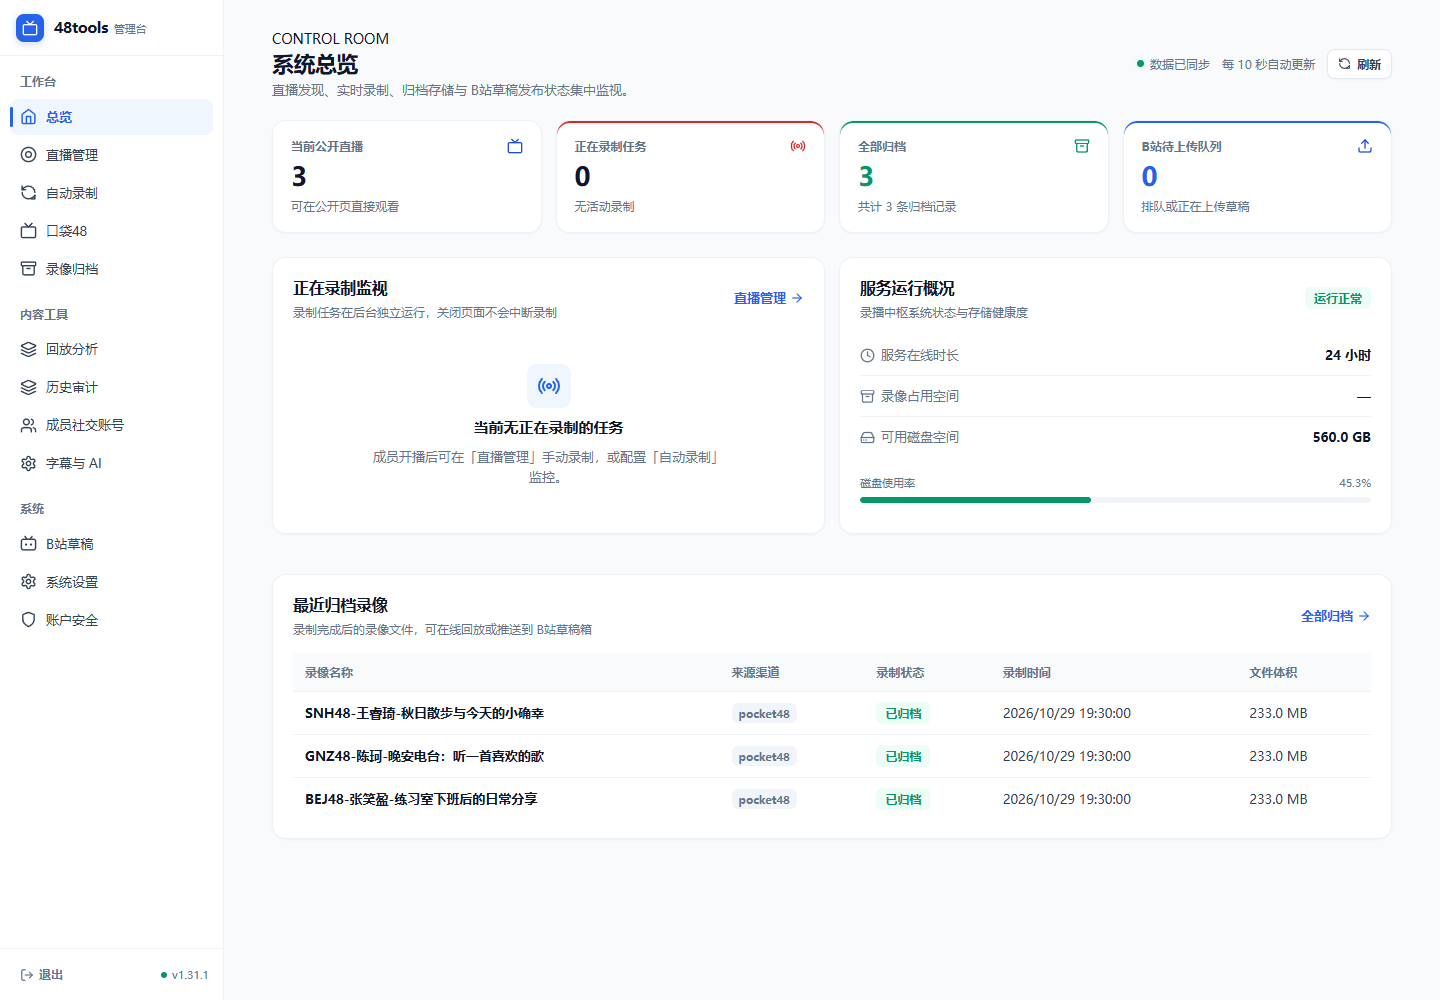 48tools 管理台
工作台
总览
直播管理
自动录制
口袋48
录像归档
内容工具
回放分析
历史审计
成员社交账号
字幕与 AI
系统
B站草稿
系统设置
账户安全
退出
v1.31.1
CONTROL ROOM
系统总览
直播发现、实时录制、归档存储与 B站草稿发布状态集中监视。
数据已同步 每 10 秒自动更新 刷新
当前公开直播
3
可在公开页直接观看
正在录制任务
0
无活动录制
全部归档
3
共计 3 条归档记录
B站待上传队列
0
排队或正在上传草稿
正在录制监视
录制任务在后台独立运行，关闭页面不会中断录制
直播管理
当前无正在录制的任务
成员开播后可在「直播管理」手动录制，或配置「自动录制」
监控。
服务运行概况
录播中枢系统状态与存储健康度
运行正常
服务在线时长 24 小时
录像占用空间 —
可用磁盘空间 560.0 GB
磁盘使用率 45.3%
最近归档录像
录制完成后的录像文件，可在线回放或推送到 B站草稿箱
全部归档
录像名称 来源渠道 录制状态 录制时间 文件体积
SNH48-王睿琦-秋日散步与今天的小确幸 pocket48 已归档 2026/10/29 19:30:00 233.0 MB
GNZ48-陈珂-晚安电台：听一首喜欢的歌 pocket48 已归档 2026/10/29 19:30:00 233.0 MB
BEJ48-张笑盈-练习室下班后的日常分享 pocket48 已归档 2026/10/29 19:30:00 233.0 MB